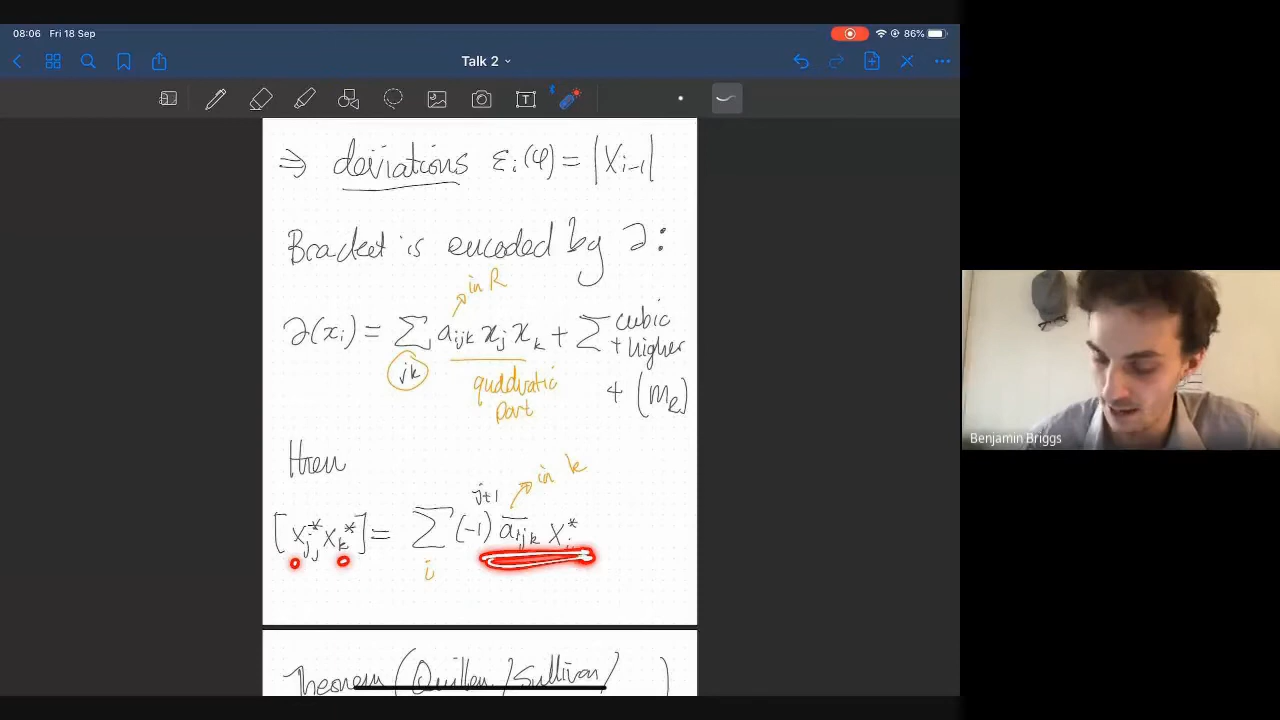 08:06 Fri 18 Sep
86%
Talk 2
T
⇒ deviations εᵢ(φ) = |Xᵢ₋₁|
Bracket is encoded by ∂:
in R
∂(xᵢ) = ∑ aᵢⱼₖ xⱼ xₖ + ∑ cubic + higher
jk
quadratic part
+ (m_R)
then
in k
[xⱼ*, xₖ*] = ∑ (-1)^{j+1} āᵢⱼₖ xᵢ*
i
Theorem (Quillen/Sullivan/ )
Benjamin Briggs